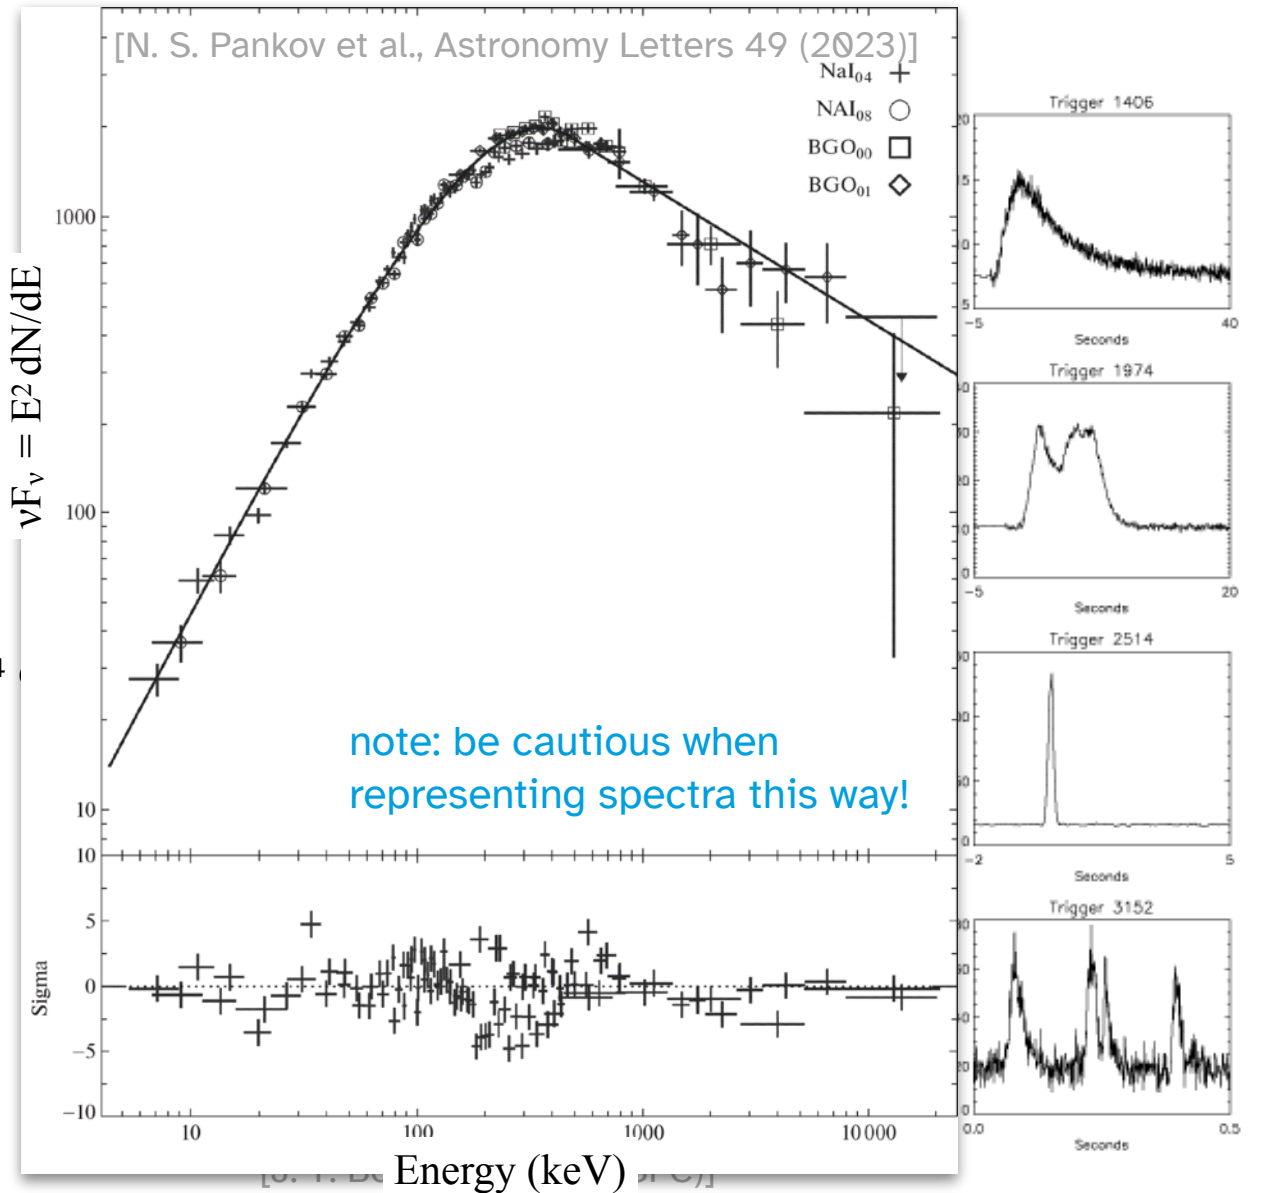 [N. S. Pankov et al., Astronomy Letters 49 (2023)]
NaI₀₄
NAI₀₈
BGO₀₀
BGO₀₁
1000
100
10
νFᵥ = E² dN/dE
note: be cautious when
representing spectra this way!
10
5
0
−5
−10
Sigma
10
100
1000
10000
Energy (keV)
Trigger 1406
−5
40
Seconds
Trigger 1974
−5
20
Seconds
Trigger 2514
−2
5
Seconds
Trigger 3152
0.0
0.5
Seconds